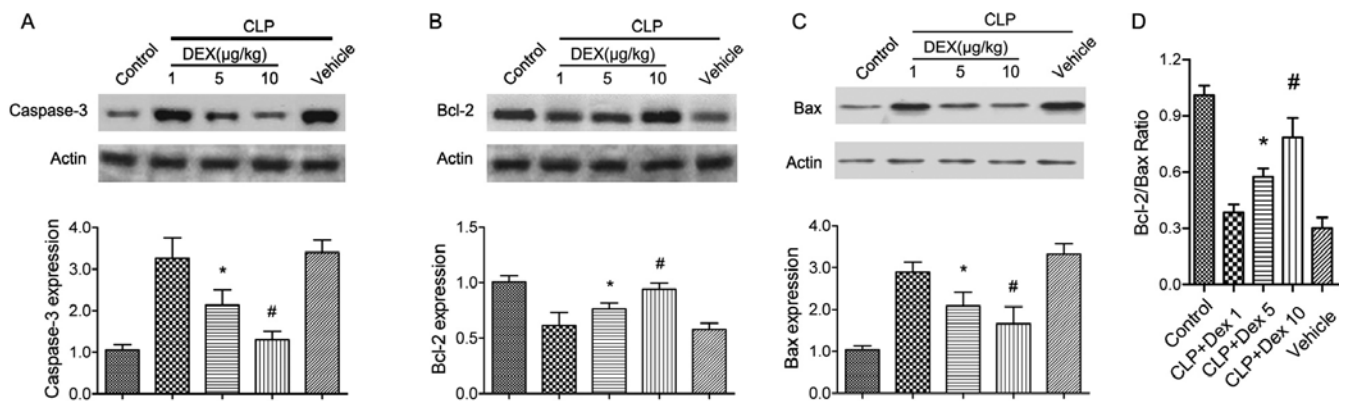 A
CLP
Control
DEX(μg/kg)
1 5 10
Vehicle
Caspase-3
Actin
Caspase-3 expression
4.0
3.0
2.0
1.0
0.0
*
#
B
CLP
Control
DEX(μg/kg)
1 5 10
Vehicle
Bcl-2
Actin
Bcl-2 expression
1.5
1.0
0.5
0.0
*
#
C
CLP
Control
DEX(μg/kg)
1 5 10
Vehicle
Bax
Actin
Bax expression
4.0
3.0
2.0
1.0
0.0
*
#
D
Bcl-2/Bax Ratio
1.2
0.9
0.6
0.3
0.0
*
#
Control
CLP+Dex 1
CLP+Dex 5
CLP+Dex 10
Vehicle